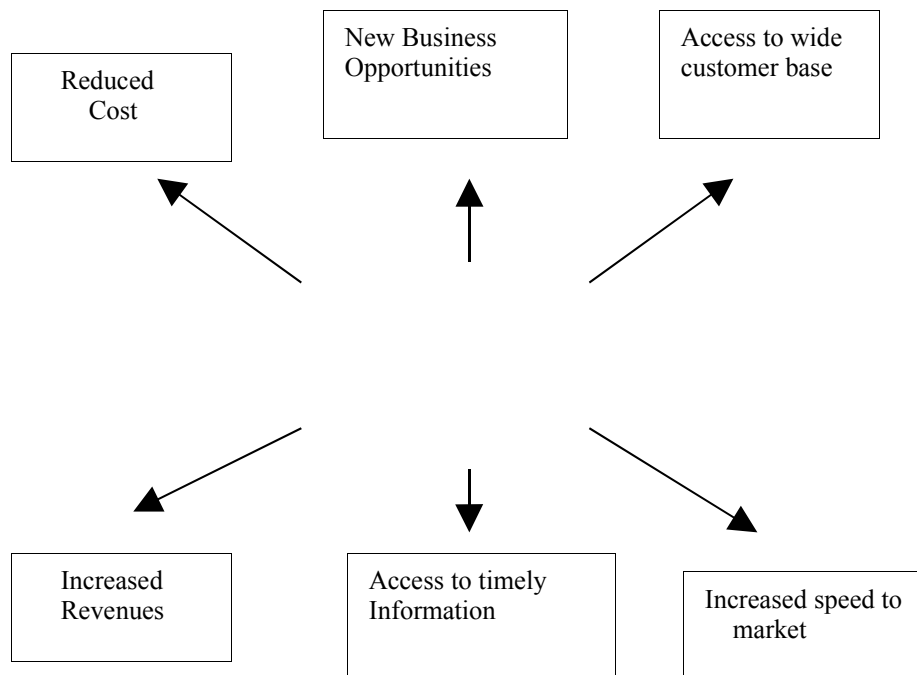 Reduced
Cost
New Business
Opportunities
Access to wide
customer base
Increased
Revenues
Access to timely
Information
Increased speed to
market